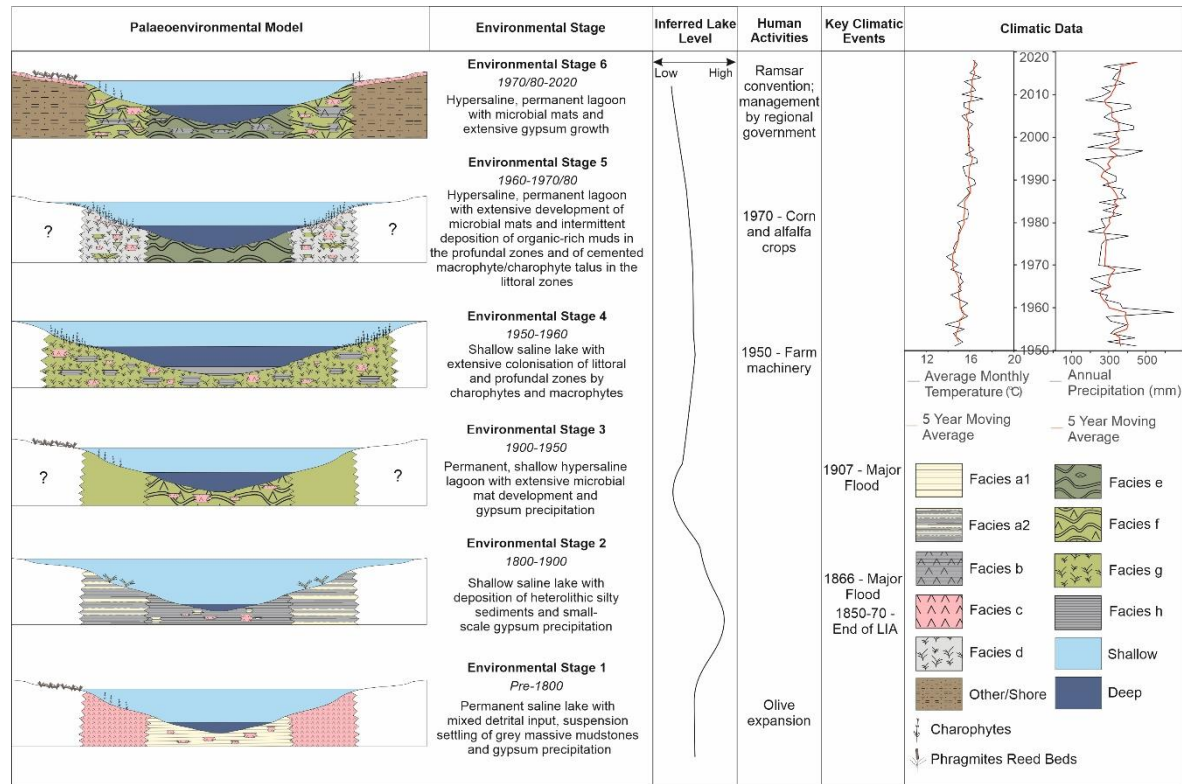 Palaeoenvironmental Model
Environmental Stage
Inferred Lake
Level
Human
Activities
Key Climatic
Events
Climatic Data
Environmental Stage 6
1970/80-2020
Hypersaline, permanent lagoon
with microbial mats and
extensive gypsum growth
Environmental Stage 5
1960-1970/80
Hypersaline, permanent lagoon
with extensive development of
microbial mats and intermittent
deposition of organic-rich muds in
the profundal zones and of cemented
macrophyte/charophyte talus in the
littoral zones
?
?
Environmental Stage 4
1950-1960
Shallow saline lake with
extensive colonisation of littoral
and profundal zones by
charophytes and macrophytes
Environmental Stage 3
1900-1950
Permanent, shallow hypersaline
lagoon with extensive microbial
mat development and
gypsum precipitation
?
?
Environmental Stage 2
1800-1900
Shallow saline lake with
deposition of heterolithic silty
sediments and small-
scale gypsum precipitation
Environmental Stage 1
Pre-1800
Permanent saline lake with
mixed detrital input, suspension
settling of grey massive mudstones
and gypsum precipitation
Low
High
Ramsar
convention;
management
by regional
government
1970 - Corn
and alfalfa
crops
1950 - Farm
machinery
Olive
expansion
1907 - Major
Flood
1866 - Major
Flood
1850-70 -
End of LIA
2020
2010
2000
1990
1980
1970
1960
1950
12
16
20
100
300
500
Average Monthly
Temperature (℃)
5 Year Moving
Average
Annual
Precipitation (mm)
5 Year Moving
Average
Facies a1
Facies a2
Facies b
Facies c
Facies d
Other/Shore
Facies e
Facies f
Facies g
Facies h
Shallow
Deep
Charophytes
Phragmites Reed Beds